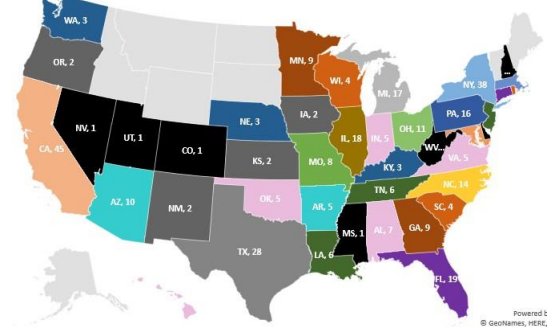 WA, 3
OR, 2
CA, 45
NV, 1
UT, 1
CO, 1
AZ, 10
NM, 2
NE, 3
KS, 2
OK, 5
TX, 28
MN, 9
IA, 2
MO, 8
AR, 5
LA, 6
WI, 4
IL, 18
MI, 17
IN, 5
OH, 11
KY, 3
TN, 6
MS, 1
AL, 7
GA, 9
FL, 19
SC, 4
NC, 14
VA, 5
WV...
PA, 16
NY, 38
...
Powered b
© GeoNames, HERE,